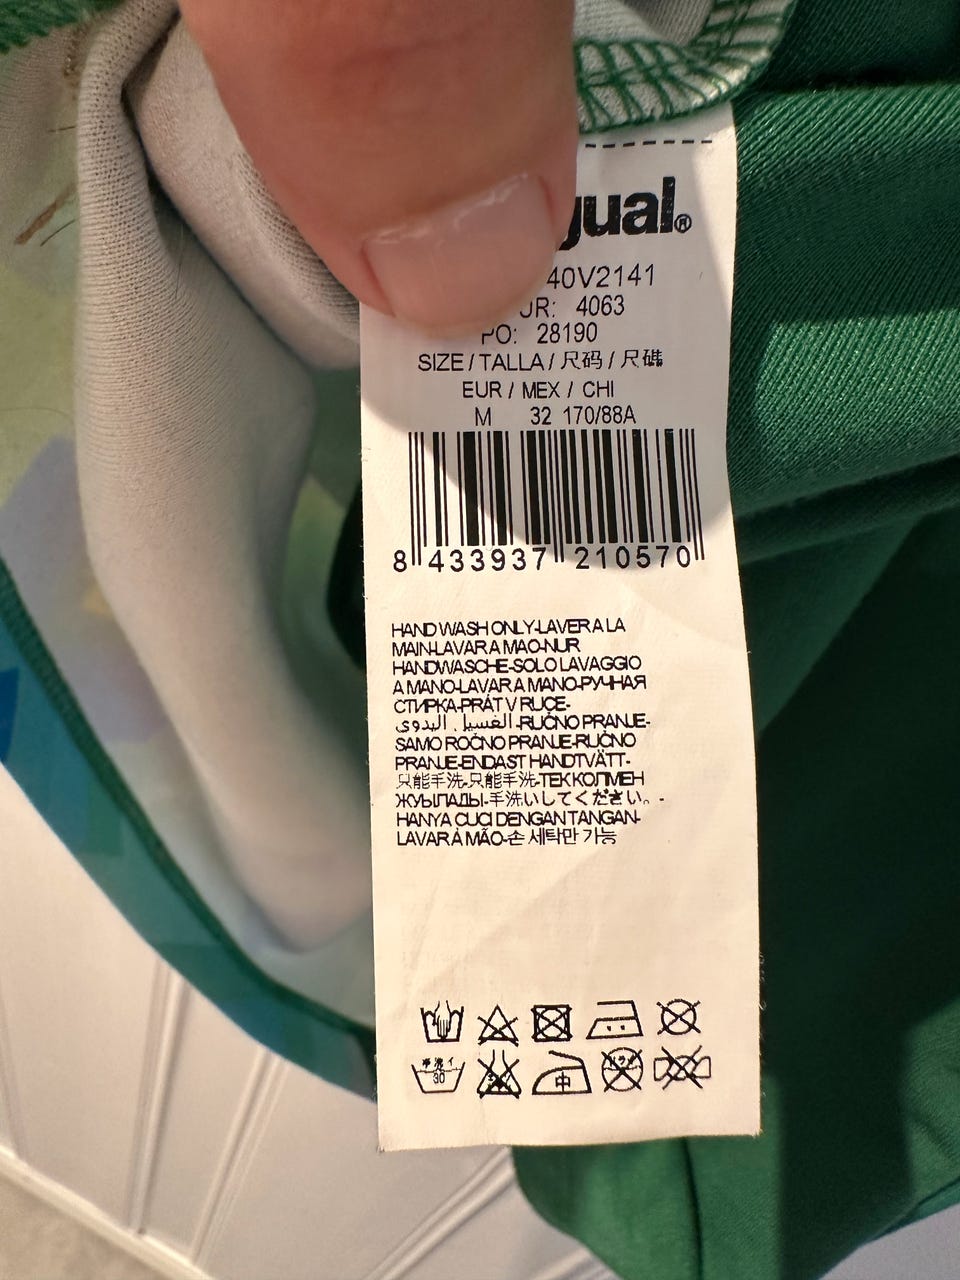 gual®
40V2141
UR: 4063
PO: 28190
SIZE / TALLA / 尺码 / 尺碼
EUR / MEX / CHI
M 32 170/88A
8 433937 210570
HAND WASH ONLY-LAVER A LA
MAIN-LAVAR A MAO-NUR
HANDWASCHE-SOLO LAVAGGIO
A MANO-LAVAR A MANO-РУЧНАЯ
СТИРКА-PRÁT V RUCE-
الغسيل اليدوي-RUČNO PRANJE-
SAMO ROČNO PRANJE-RUČNO
PRANJE-ENDAST HANDTVÄTT-
只能手洗-只能手洗-ТЕК КОЛМЕН
ЖУЫЛАДЫ-手洗いしてください。-
HANYA CUCI DENGAN TANGAN-
LAVAR À MÃO-손 세탁만 가능
30
中